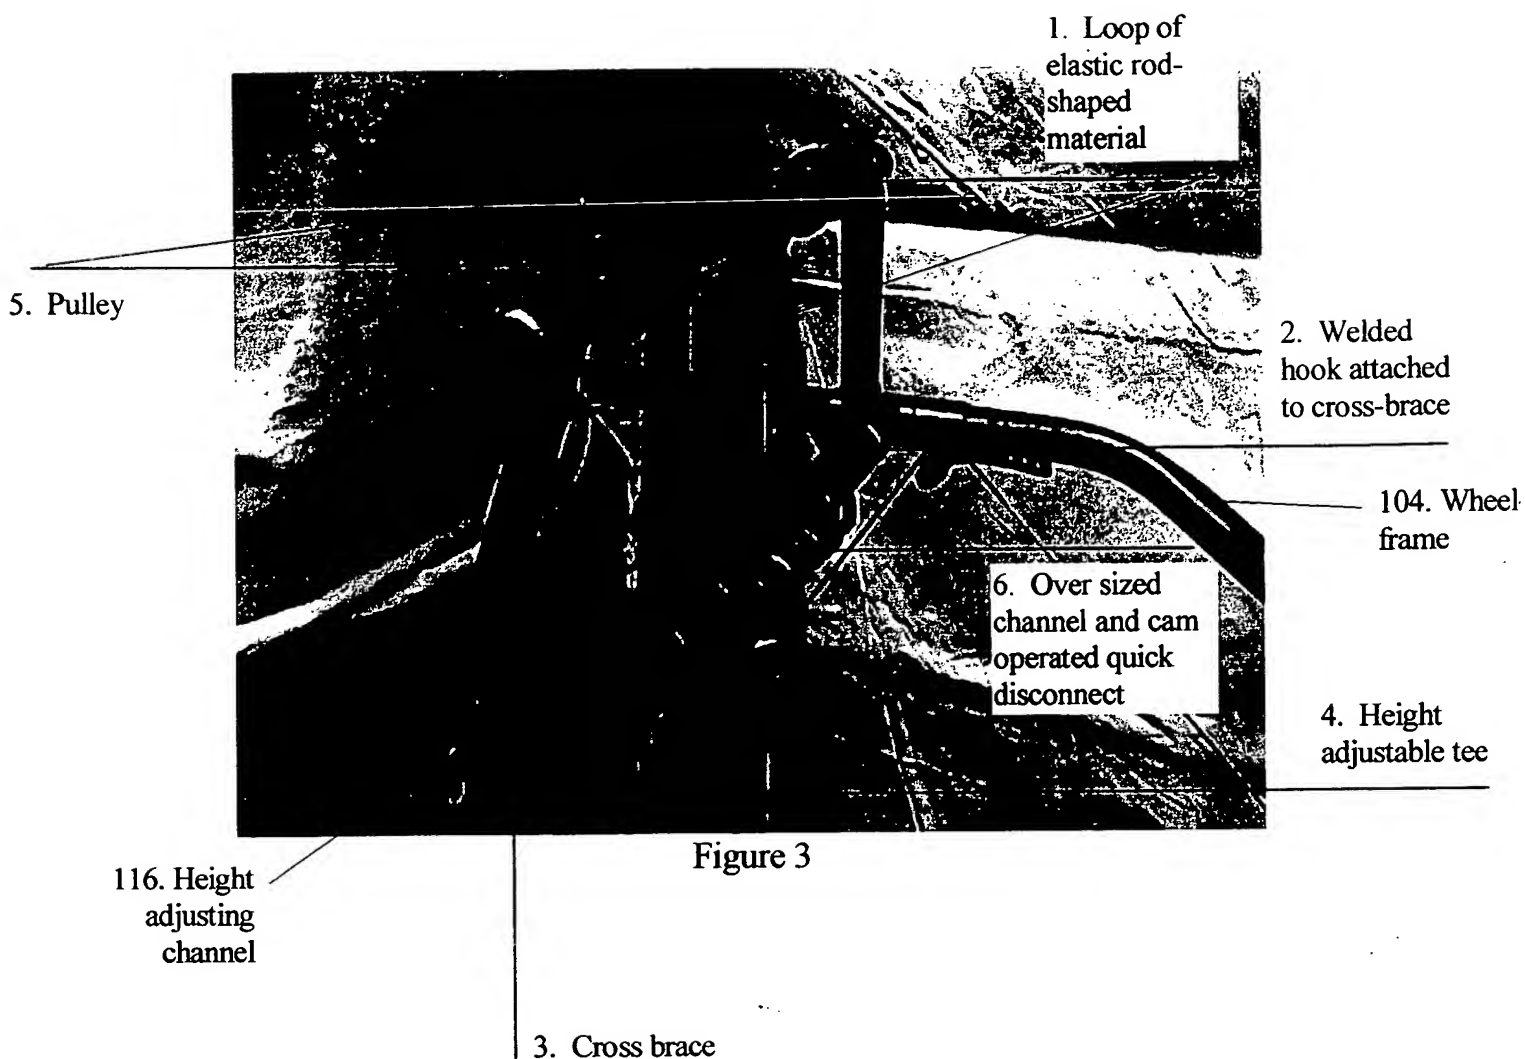 1. Loop of
elastic rod-
shaped
material
5. Pulley
2. Welded
hook attached
to cross-brace
104. Wheel-
frame
6. Over sized
channel and cam
operated quick
disconnect
4. Height
adjustable tee
Figure 3
116. Height
adjusting
channel
3. Cross brace